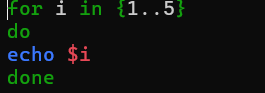 for i in {1..5}
do
echo $i
done